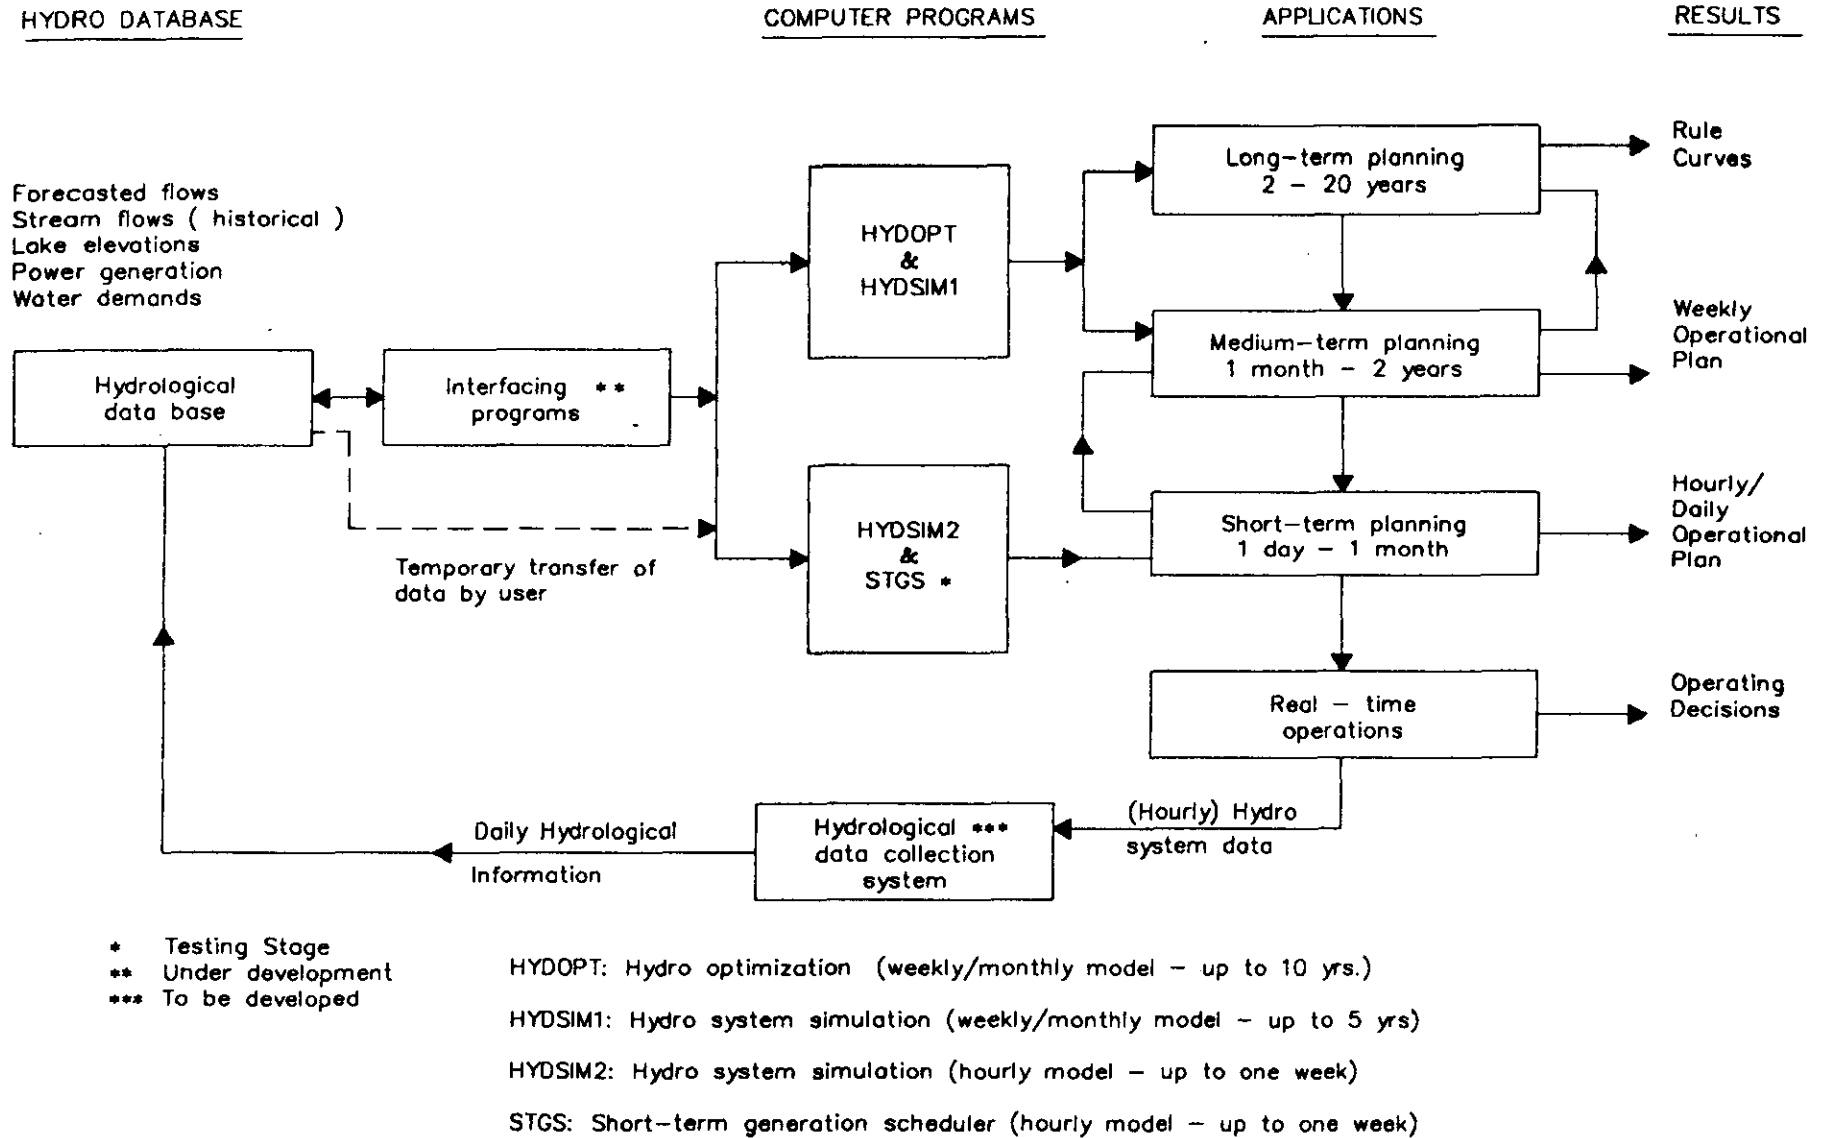 HYDRO DATABASE
COMPUTER PROGRAMS
APPLICATIONS
RESULTS
Forecasted flows
Stream flows ( historical )
Lake elevations
Power generation
Water demands
Hydrological
data base
Interfacing **
programs
Temporary transfer of
data by user
HYDOPT
&
HYDSIM1
HYDSIM2
&
STGS *
Long-term planning
2 - 20 years
Medium-term planning
1 month - 2 years
Short-term planning
1 day - 1 month
Real - time
operations
Rule
Curves
Weekly
Operational
Plan
Hourly/
Daily
Operational
Plan
Operating
Decisions
(Hourly) Hydro
system data
Hydrological ***
data collection
system
Daily Hydrological
Information
* Testing Stage
** Under development
*** To be developed
HYDOPT: Hydro optimization (weekly/monthly model - up to 10 yrs.)
HYDSIM1: Hydro system simulation (weekly/monthly model - up to 5 yrs)
HYDSIM2: Hydro system simulation (hourly model - up to one week)
STGS: Short-term generation scheduler (hourly model - up to one week)